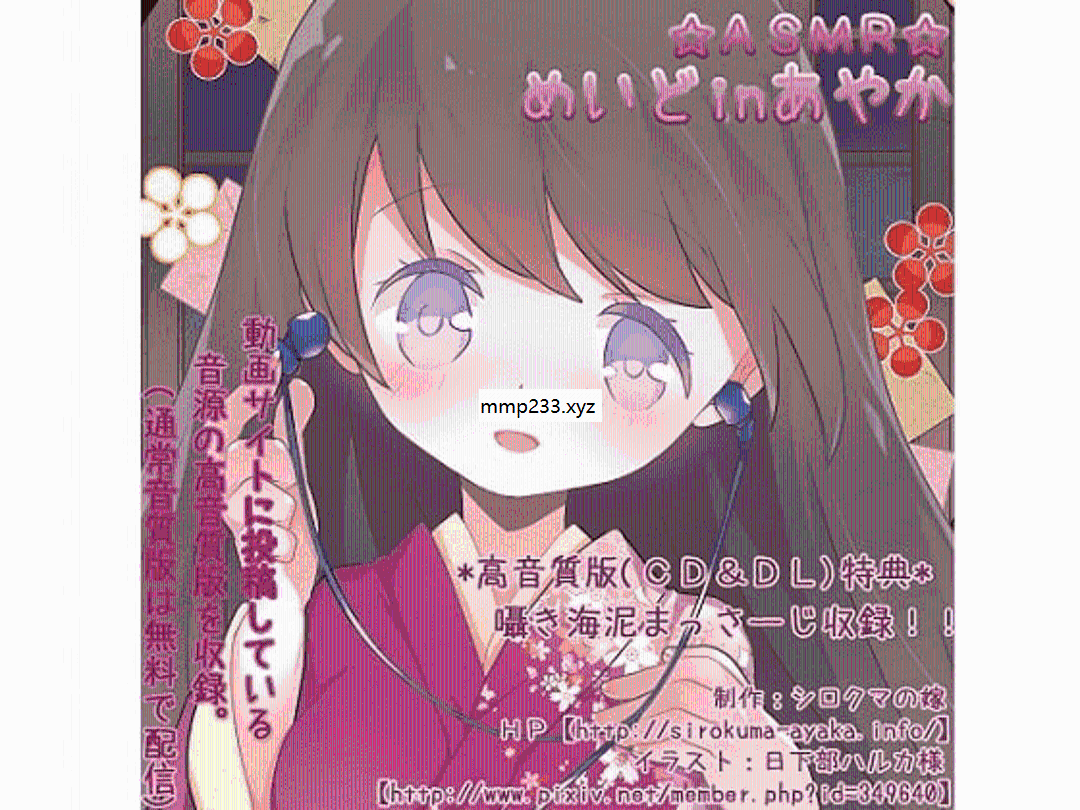 ☆ASMR☆
めいどinあやか
動画サイトに投稿している
音源の高音質版を収録。
(通常音質版は無料で配信)
mmp233.xyz
*高音質版(CD&DL)特典*
囁き海泥まっさーじ収録!!
制作:シロクマの嫁
HP【http://sirokuma-ayaka.info/】
イラスト:日下部ハルカ様
【http://www.pixiv.net/member.php?id=349640】